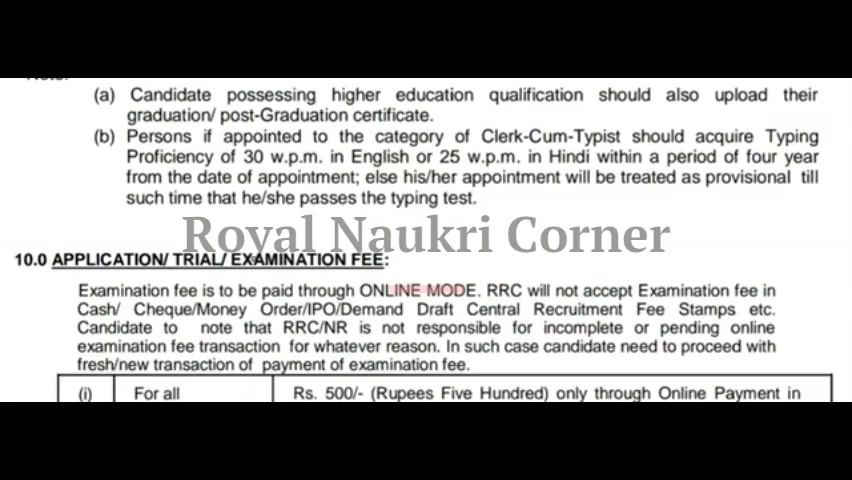 (a) Candidate possessing higher education qualification should also upload their
graduation/ post-Graduation certificate.
(b) Persons if appointed to the category of Clerk-Cum-Typist should acquire Typing
Proficiency of 30 w.p.m. in English or 25 w.p.m. in Hindi within a period of four year
from the date of appointment; else his/her appointment will be treated as provisional till
such time that he/she passes the typing test.
Royal Naukri Corner
10.0 APPLICATION/ TRIAL/ EXAMINATION FEE:
Examination fee is to be paid through ONLINE MODE. RRC will not accept Examination fee in
Cash/ Cheque/Money Order/IPO/Demand Draft Central Recruitment Fee Stamps etc.
Candidate to note that RRC/NR is not responsible for incomplete or pending online
examination fee transaction for whatever reason. In such case candidate need to proceed with
fresh/new transaction of payment of examination fee.
(i) For all Rs. 500/- (Rupees Five Hundred) only through Online Payment in